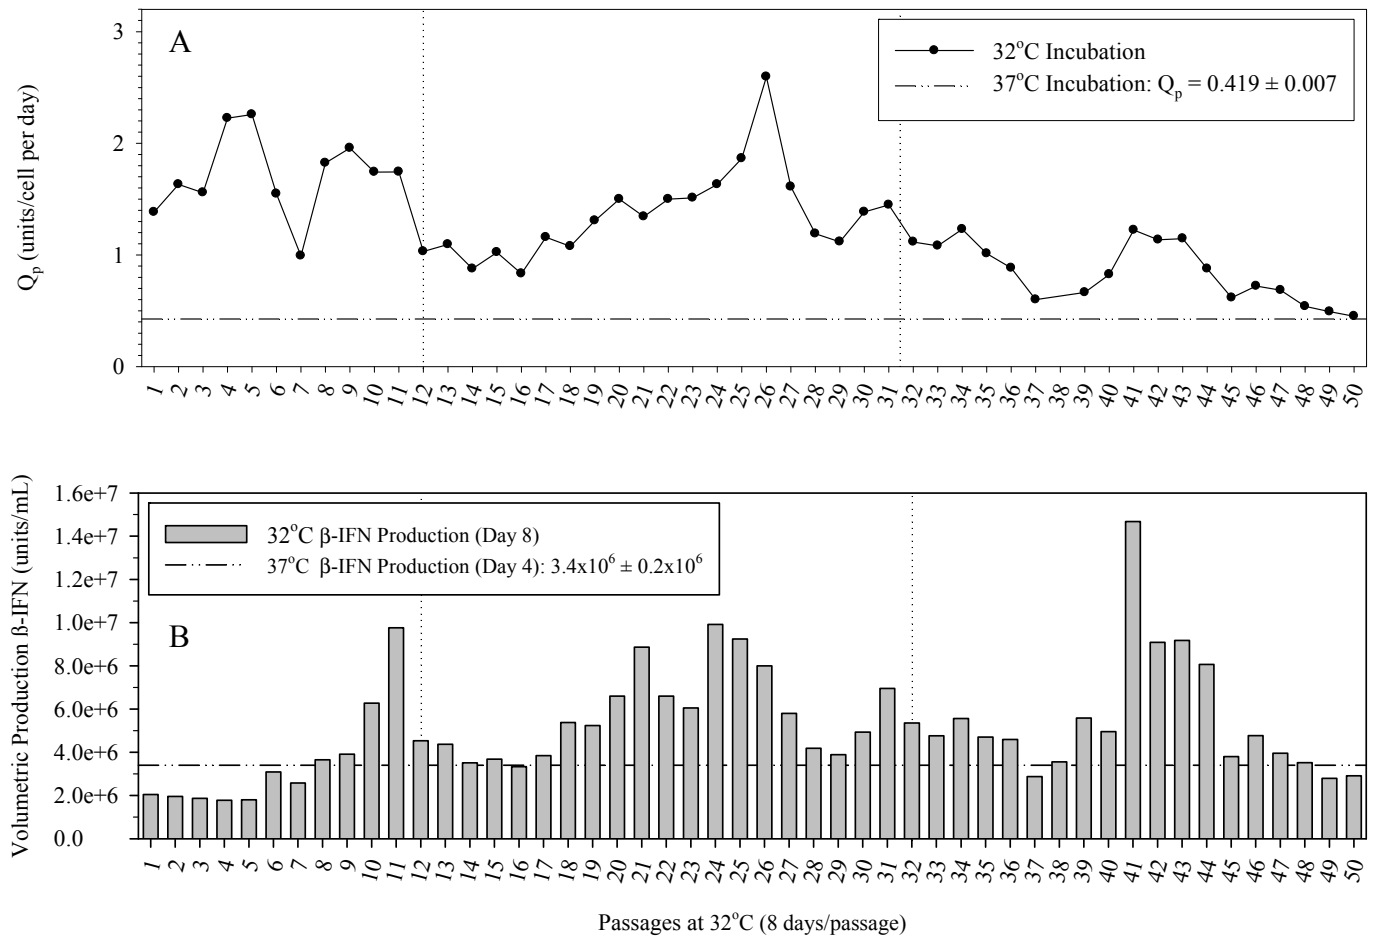 3
A
32°C Incubation
37°C Incubation: Qp = 0.419 ± 0.007
2
1
0
Qp (units/cell per day)
1 2 3 4 5 6 7 8 9 10 11 12 13 14 15 16 17 18 19 20 21 22 23 24 25 26 27 28 29 30 31 32 33 34 35 36 37 38 39 40 41 42 43 44 45 46 47 48 49 50
1.6e+7
32°C β-IFN Production (Day 8)
1.4e+7
37°C β-IFN Production (Day 4): 3.4x10⁶ ± 0.2x10⁶
1.2e+7
1.0e+7
B
8.0e+6
6.0e+6
4.0e+6
2.0e+6
0.0
Volumetric Production ß-IFN (units/mL)
1 2 3 4 5 6 7 8 9 10 11 12 13 14 15 16 17 18 19 20 21 22 23 24 25 26 27 28 29 30 31 32 33 34 35 36 37 38 39 40 41 42 43 44 45 46 47 48 49 50
Passages at 32°C (8 days/passage)